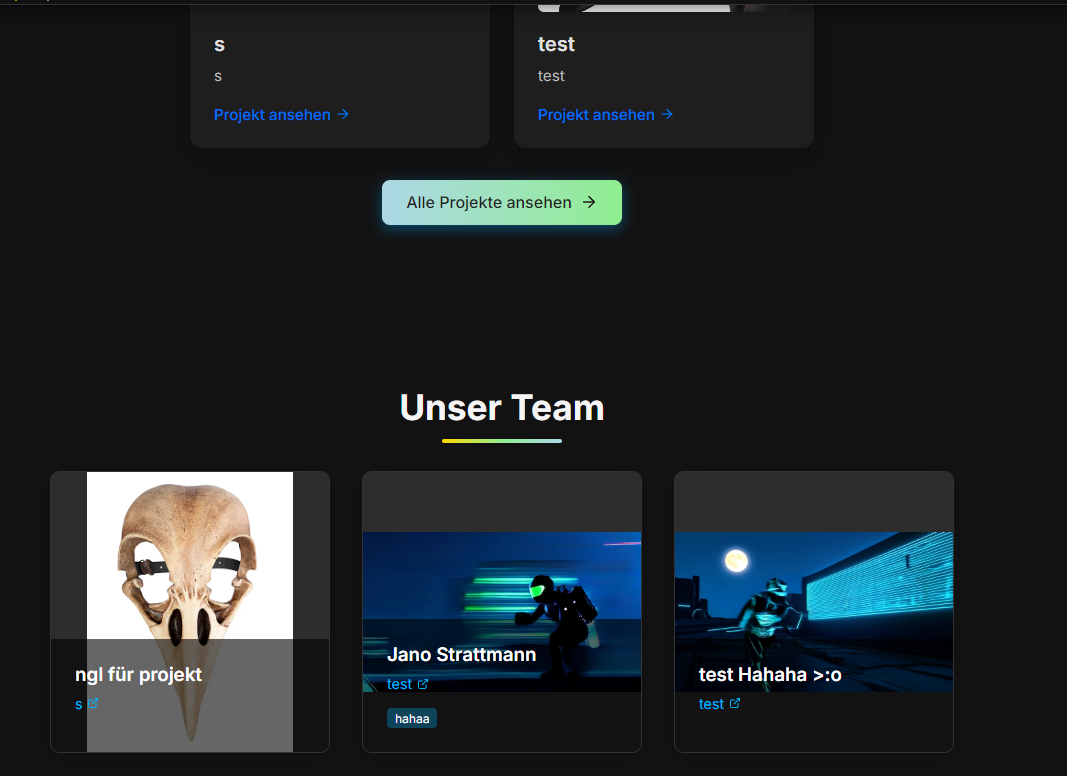 s
test
s
test
Projekt ansehen →
Projekt ansehen →
Alle Projekte ansehen →
Unser Team
ngl für projekt
s
Jano Strattmann
test
hahaa
test Hahaha >:o
test